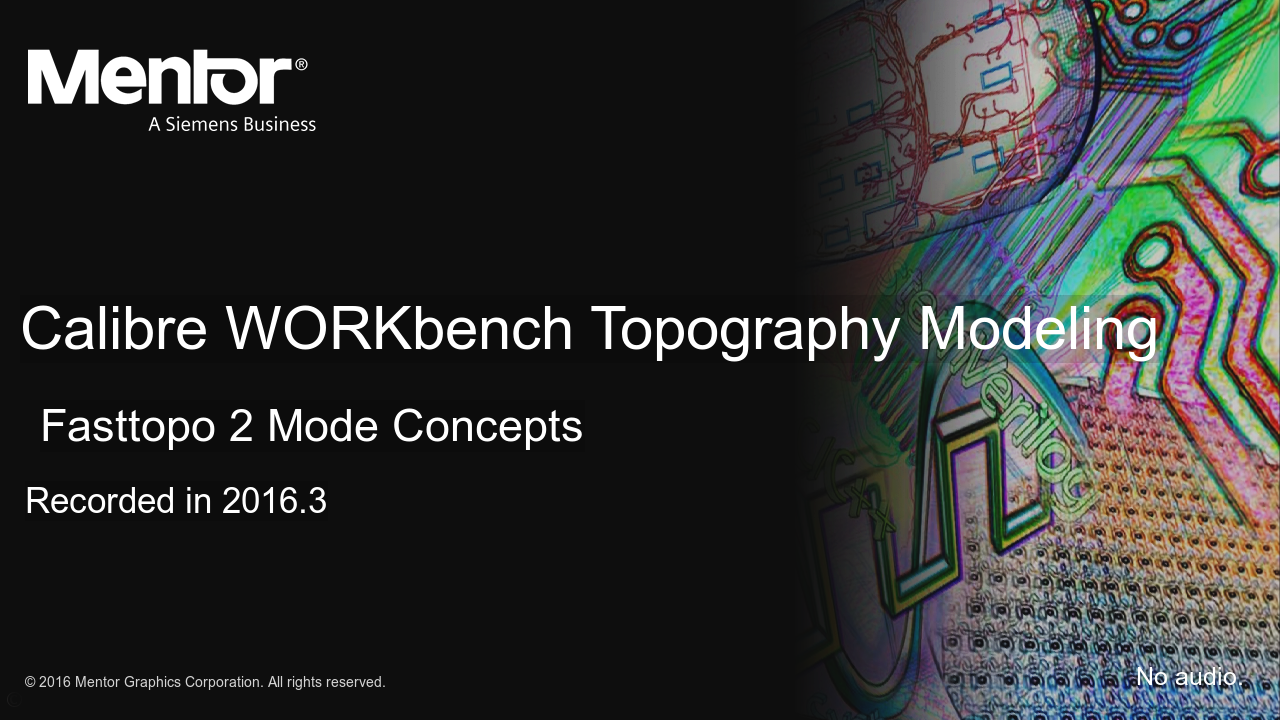 Mentor®
A Siemens Business
Calibre WORKbench Topography Modeling
Fasttopo 2 Mode Concepts
Verilog
C++
Recorded in 2016.3
© 2016 Mentor Graphics Corporation. All rights reserved.
No audio.